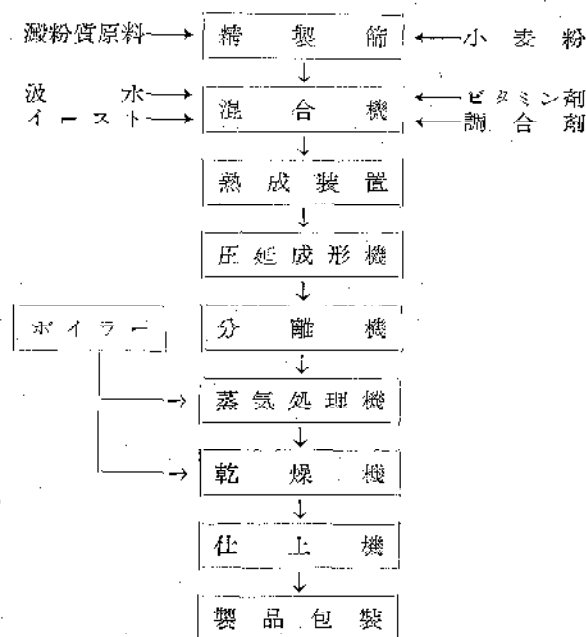 澱粉質原料 精製篩 小麦粉
汲水 混合機 ビタミン剤
イースト 調合剤
熟成装置
圧延成形機
ボイラー 分離機
蒸気処理機
乾燥機
仕上機
製品包装